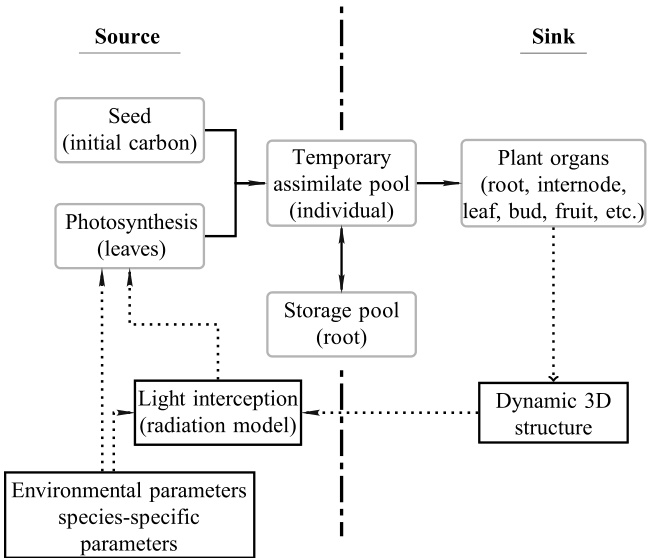 Source
Sink
Seed
(initial carbon)
Temporary
assimilate pool
(individual)
Plant organs
(root, internode,
leaf, bud, fruit, etc.)
Photosynthesis
(leaves)
Storage pool
(root)
Light interception
(radiation model)
Dynamic 3D
structure
Environmental parameters
species-specific
parameters